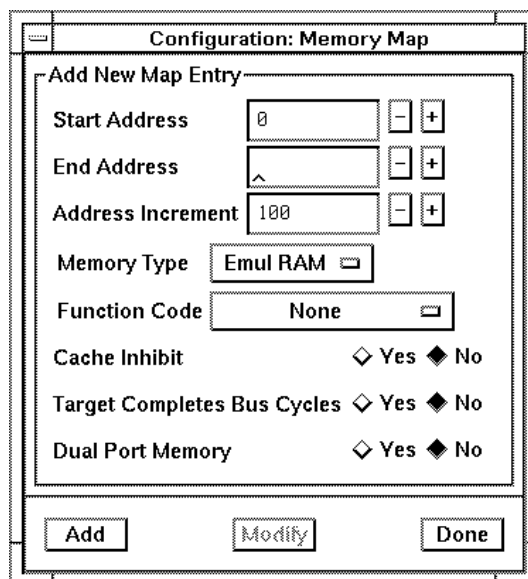 Configuration: Memory Map
Add New Map Entry
Start Address 0 - +
End Address - +
Address Increment 100 - +
Memory Type Emul RAM
Function Code None
Cache Inhibit Yes No
Target Completes Bus Cycles Yes No
Dual Port Memory Yes No
Add Modify Done